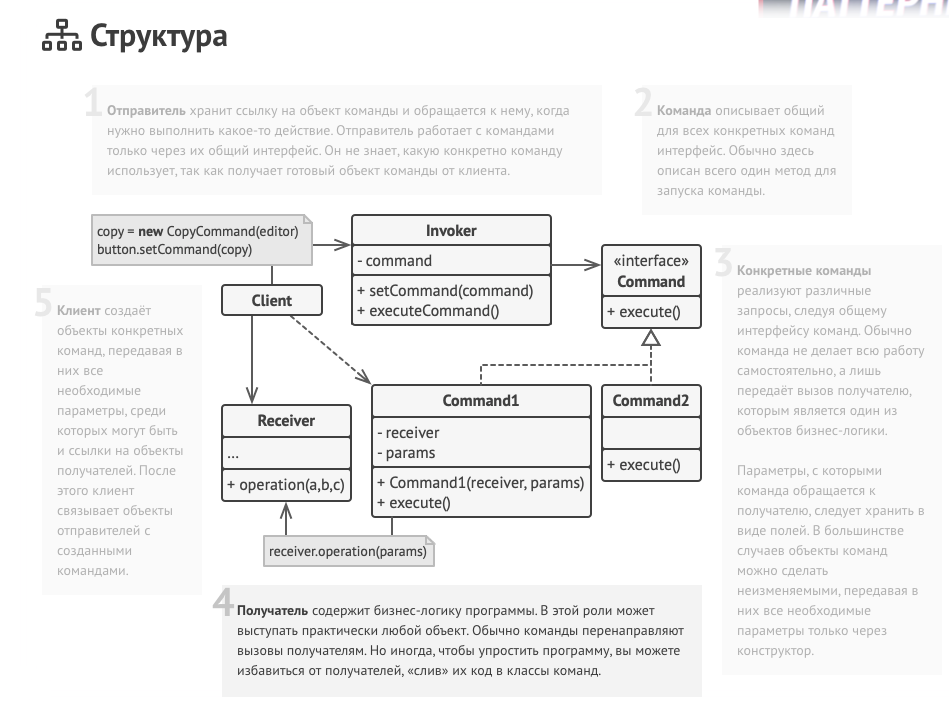 ПАТТЕРН
Структура
1
Отправитель хранит ссылку на объект команды и обращается к нему, когда
нужно выполнить какое-то действие. Отправитель работает с командами
только через их общий интерфейс. Он не знает, какую конкретно команду
использует, так как получает готовый объект команды от клиента.
2
Команда описывает общий
для всех конкретных команд
интерфейс. Обычно здесь
описан всего один метод для
запуска команды.
copy = new CopyCommand(editor)
button.setCommand(copy)
Invoker
- command
+ setCommand(command)
+ executeCommand()
«interface»
Command
+ execute()
3
Конкретные команды
реализуют различные
запросы, следуя общему
интерфейсу команд. Обычно
команда не делает всю работу
самостоятельно, а лишь
передаёт вызов получателю,
которым является один из
объектов бизнес-логики.
Параметры, с которыми
команда обращается к
получателю, следует хранить в
виде полей. В большинстве
случаев объекты команд
можно сделать
неизменяемыми, передавая в
них все необходимые
параметры только через
конструктор.
5
Клиент создаёт
объекты конкретных
команд, передавая в
них все
необходимые
параметры, среди
которых могут быть
и ссылки на объекты
получателей. После
этого клиент
связывает объекты
отправителей с
созданными
командами.
Client
Receiver
...
+ operation(a,b,c)
Command1
- receiver
- params
+ Command1(receiver, params)
+ execute()
Command2
+ execute()
receiver.operation(params)
4
Получатель содержит бизнес-логику программы. В этой роли может
выступать практически любой объект. Обычно команды перенаправляют
вызовы получателям. Но иногда, чтобы упростить программу, вы можете
избавиться от получателей, «слив» их код в классы команд.